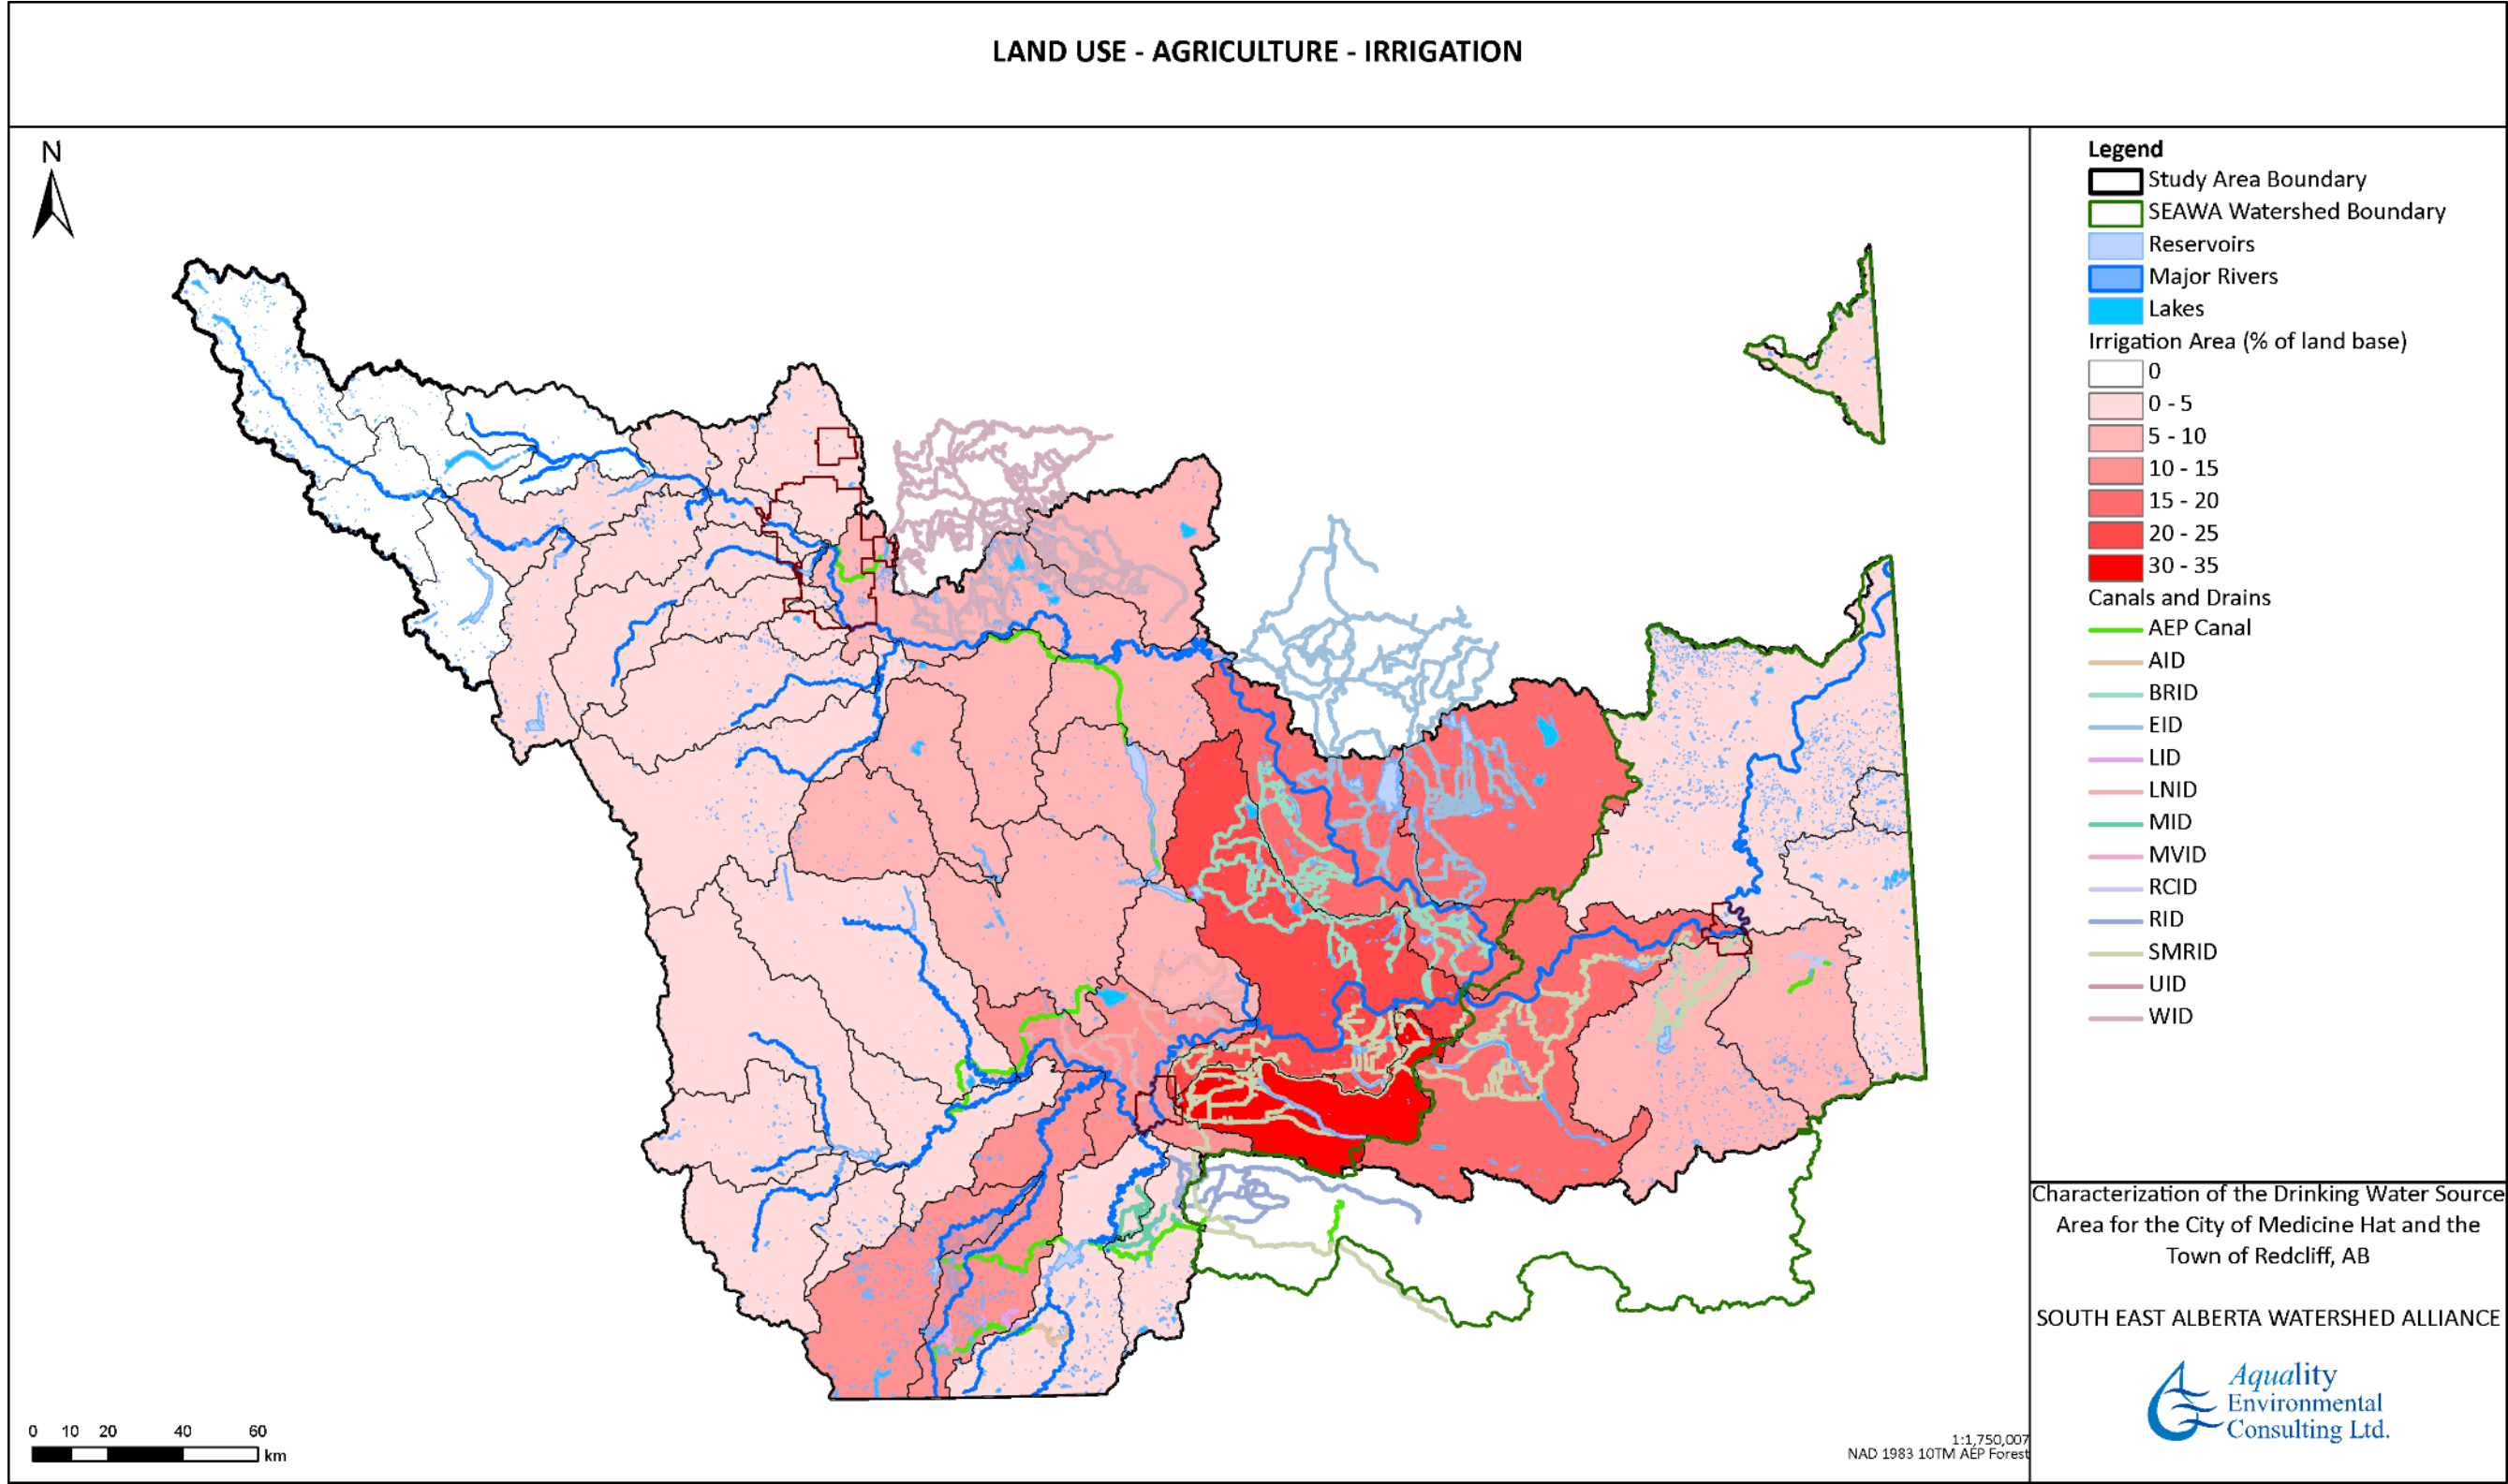 LAND USE - AGRICULTURE - IRRIGATION
N
Legend
Study Area Boundary
SEAWA Watershed Boundary
Reservoirs
Major Rivers
Lakes
Irrigation Area (% of land base)
0
0 - 5
5 - 10
10 - 15
15 - 20
20 - 25
30 - 35
Canals and Drains
AEP Canal
AID
BRID
EID
LID
LNID
MID
MVID
RCID
RID
SMRID
UID
WID
Characterization of the Drinking Water Source
Area for the City of Medicine Hat and the
Town of Redcliff, AB
SOUTH EAST ALBERTA WATERSHED ALLIANCE
Aquality
Environmental
Consulting Ltd.
0 10 20 40 60
km
1:1,750,007
NAD 1983 10TM AEP Forest